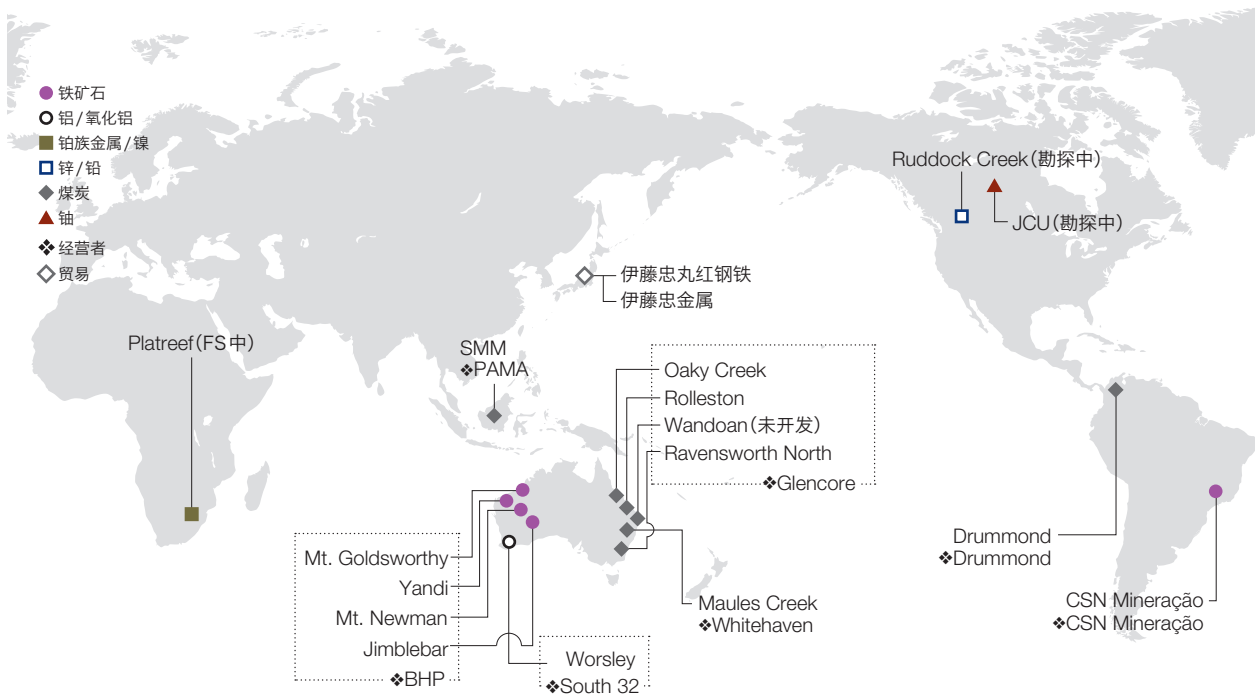 铁矿石
铝/氧化铝
铂族金属/镍
锌/铅
煤炭
铀
❖经营者
贸易
Ruddock Creek(勘探中)
JCU(勘探中)
伊藤忠丸红钢铁
伊藤忠金属
Platreef(FS中)
SMM
❖PAMA
Oaky Creek
Rolleston
Wandoan(未开发)
Ravensworth North
❖Glencore
Mt. Goldsworthy
Yandi
Mt. Newman
Jimblebar
❖BHP
Worsley
❖South 32
Maules Creek
❖Whitehaven
Drummond
❖Drummond
CSN Mineração
❖CSN Mineração